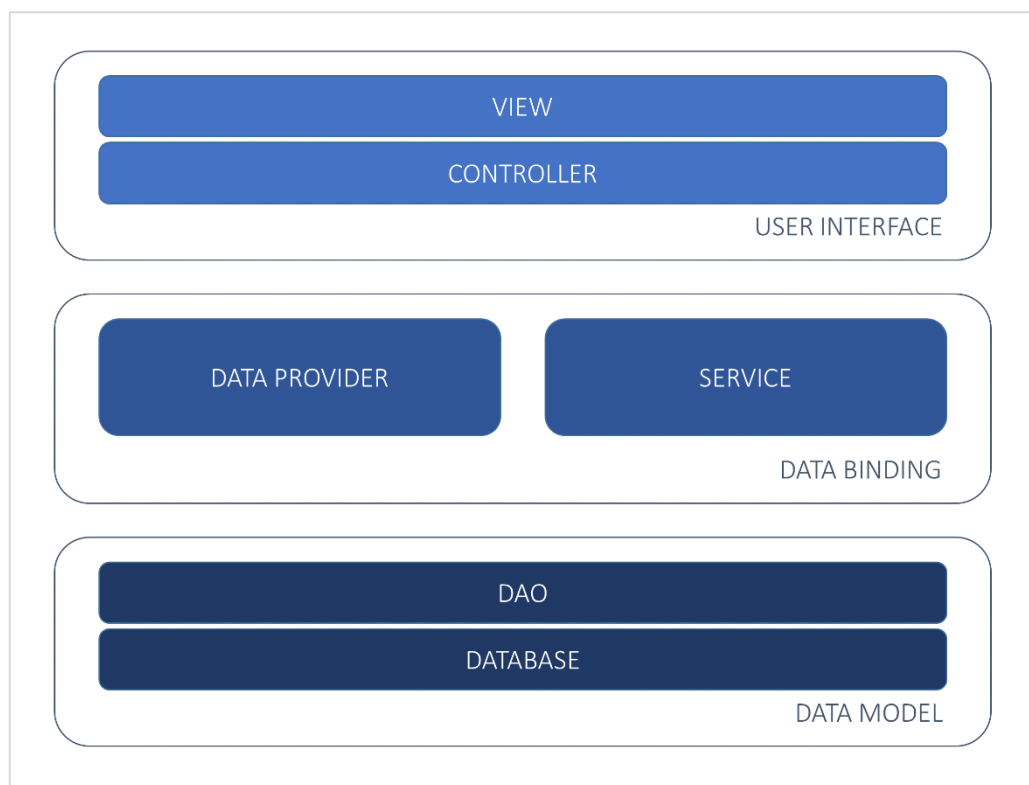 VIEW
CONTROLLER
USER INTERFACE
DATA PROVIDER
SERVICE
DATA BINDING
DAO
DATABASE
DATA MODEL